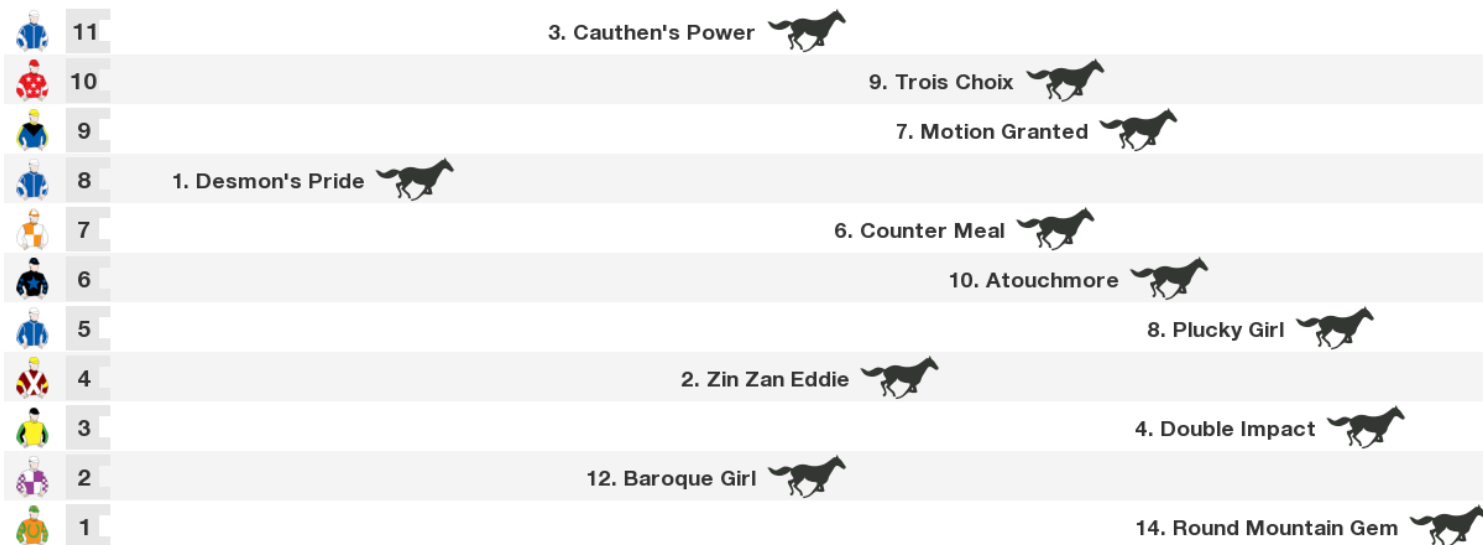 11 3. Cauthen's Power
10 9. Trois Choix
9 7. Motion Granted
8 1. Desmon's Pride
7 6. Counter Meal
6 10. Atouchmore
5 8. Plucky Girl
4 2. Zin Zan Eddie
3 4. Double Impact
2 12. Baroque Girl
1 14. Round Mountain Gem